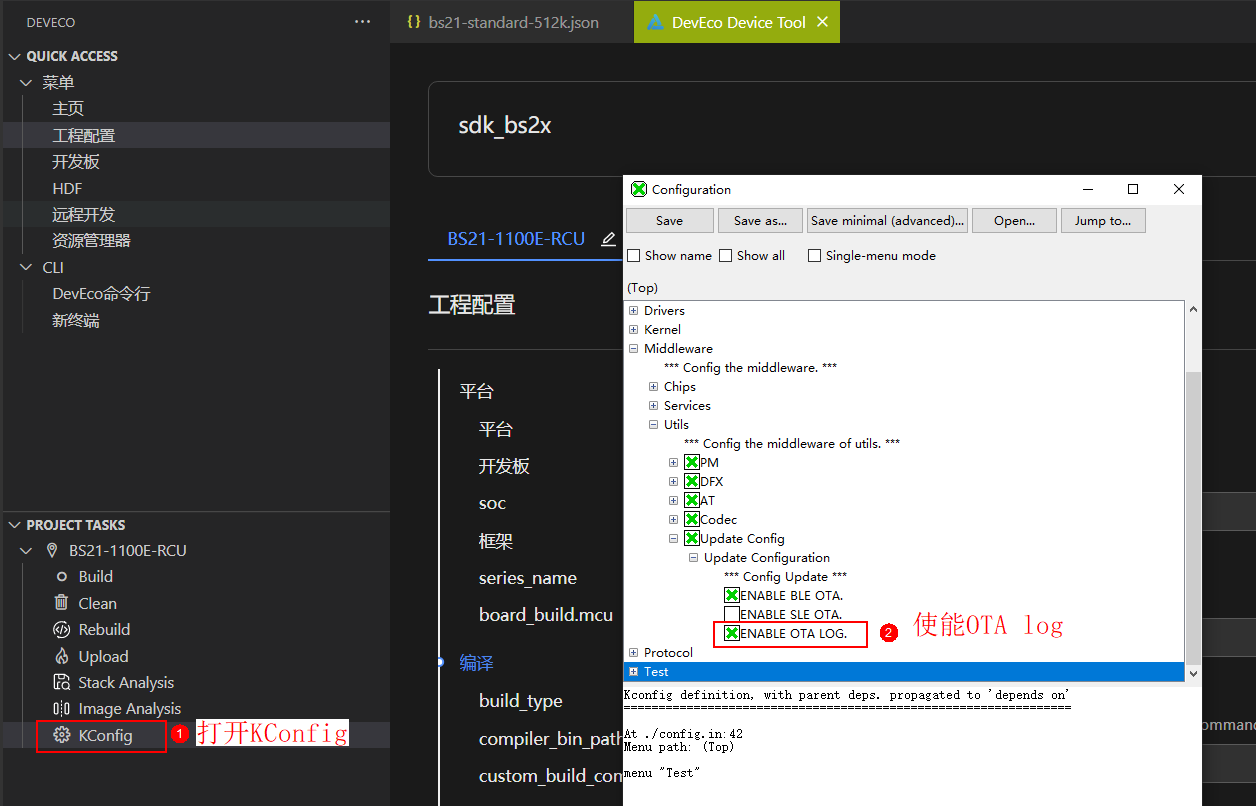 DEVECO
QUICK ACCESS
菜单
主页
工程配置
开发板
HDF
远程开发
资源管理器
CLI
DevEco命令行
新终端
PROJECT TASKS
BS21-1100E-RCU
Build
Clean
Rebuild
Upload
Stack Analysis
Image Analysis
KConfig
1 打开KConfig
{} bs21-standard-512k.json
DevEco Device Tool
sdk_bs2x
BS21-1100E-RCU
工程配置
平台
平台
开发板
soc
框架
series_name
board_build.mcu
编译
build_type
compiler_bin_path
custom_build_con
Configuration
Save Save as... Save minimal (advanced)... Open... Jump to...
Show name Show all Single-menu mode
(Top)
Drivers
Kernel
Middleware
*** Config the middleware. ***
Chips
Services
Utils
*** Config the middleware of utils. ***
PM
DFX
AT
Codec
Update Config
Update Configuration
*** Config Update ***
ENABLE BLE OTA.
ENABLE SLE OTA.
ENABLE OTA LOG.
2 使能OTA log
Protocol
Test
Kconfig definition, with parent deps. propagated to 'depends on'
================================================================
At ./config.in:42
Menu path: (Top)
menu "Test"